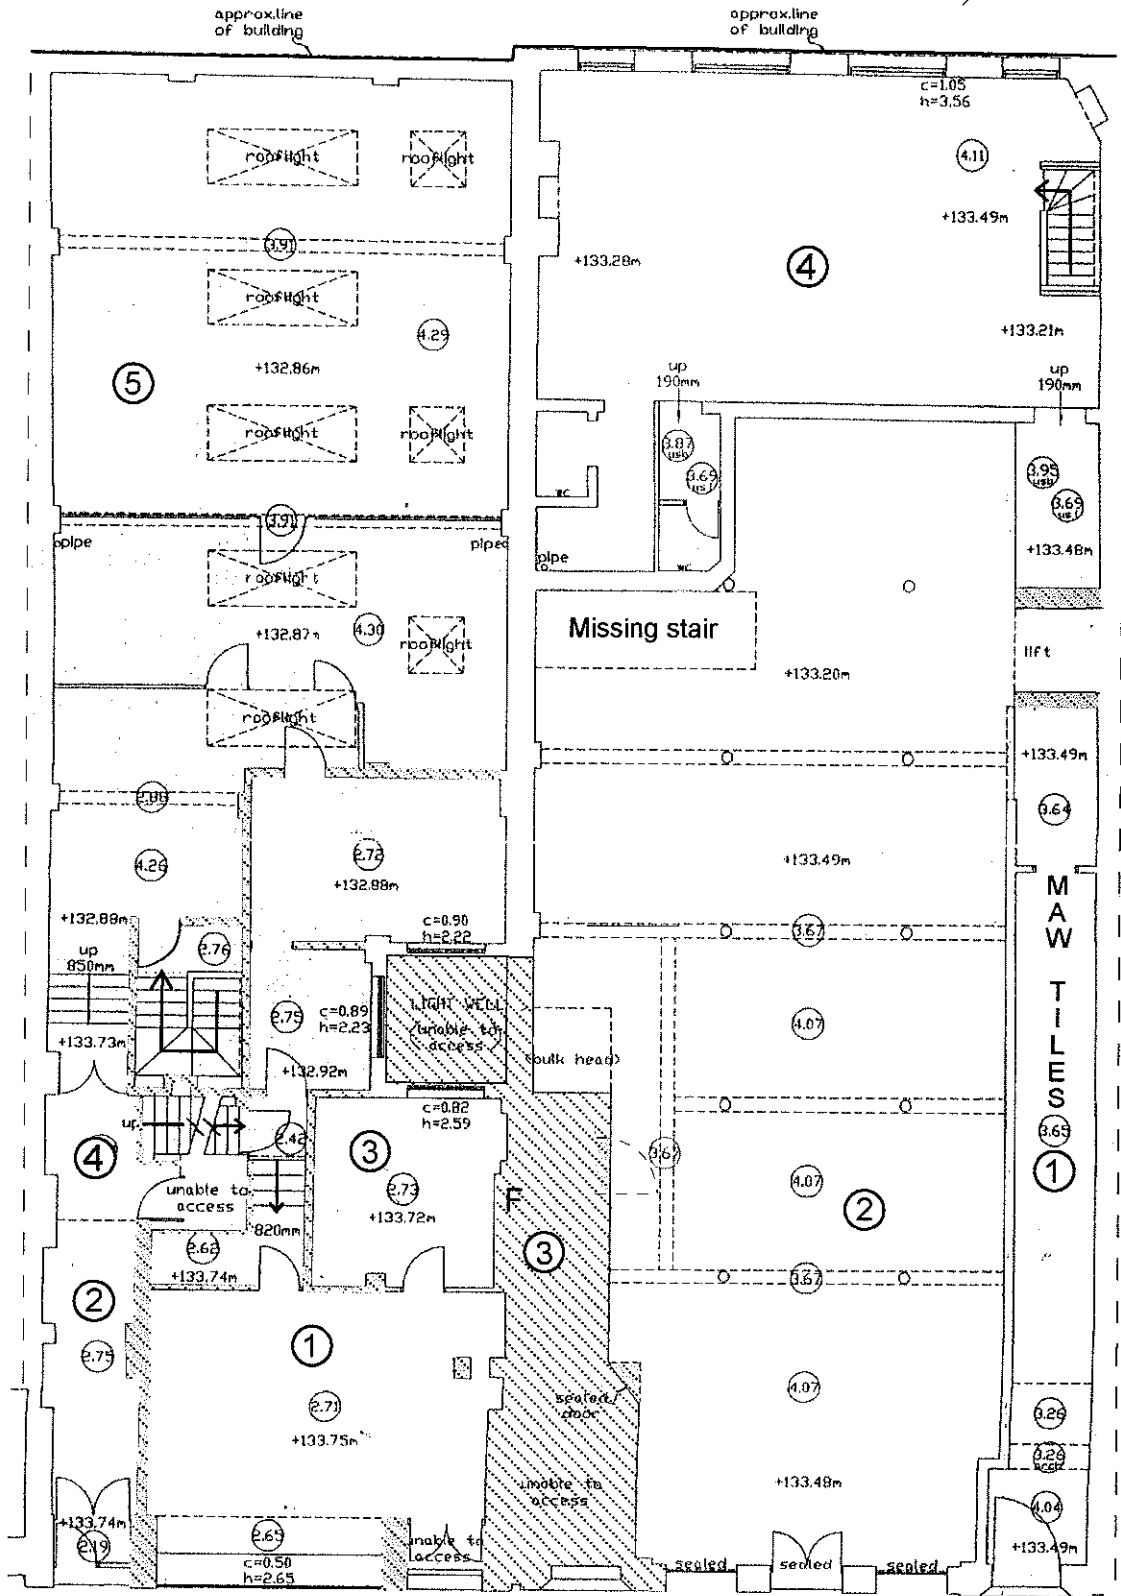 approx.line
of building
approx.line
of building
c=1.05
h=3.56
4.11
rooflight
rooflight
+133.49m
3.91
4
+133.28m
rooflight
4.29
+133.21m
+132.86m
up
190mm
up
190mm
5
rooflight
rooflight
3.87
usb
3.69
us
3.95
usb
3.69
us
wc
3.91
pipe
pipe
+133.48m
pipe
wc
rooflight
4.30
+132.87m
rooflight
Missing stair
lift
+133.20m
rooflight
+133.49m
2.88
3.64
2.72
4.26
+133.49m
+132.88m
MAW TILES
+132.88m
c=0.90
h=2.22
3.67
2.76
up
850mm
LIGHT WELL
(unable to
access)
c=0.89
h=2.23
2.75
4.07
+133.73m
(bulk head)
+132.92m
c=0.82
h=2.59
up
2.42
3.65
4
3
3.67
1
unable to
access
2.73
4.07
F
+133.72m
2
820mm
2.62
3
+133.74m
3.67
2
1
2.75
4.07
sealed
door
2.71
3.26
+133.75m
3.26
+133.48m
unable to
access
4.04
+133.74m
2.19
2.65
unable to
access
+133.49m
c=0.50
h=2.65
sealed
sealed
sealed